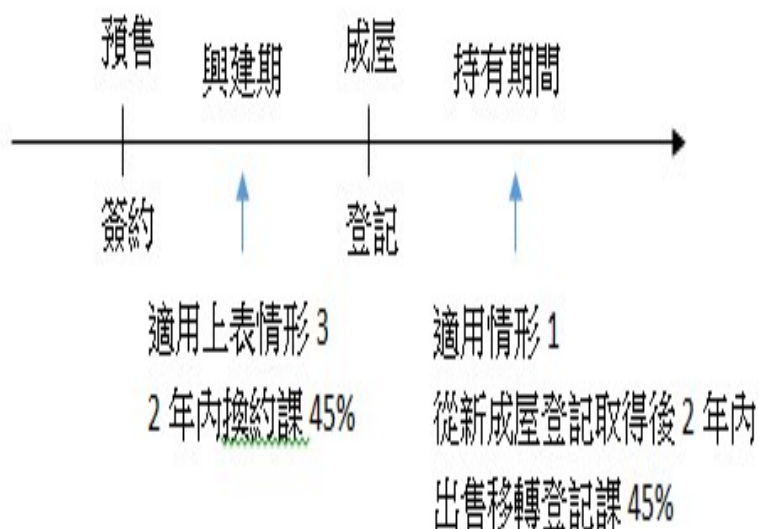 預售
興建期
成屋
持有期間
簽約
登記
適用上表情形 3
2 年內換約課 45%
適用情形 1
從新成屋登記取得後 2 年內
出售移轉登記課 45%